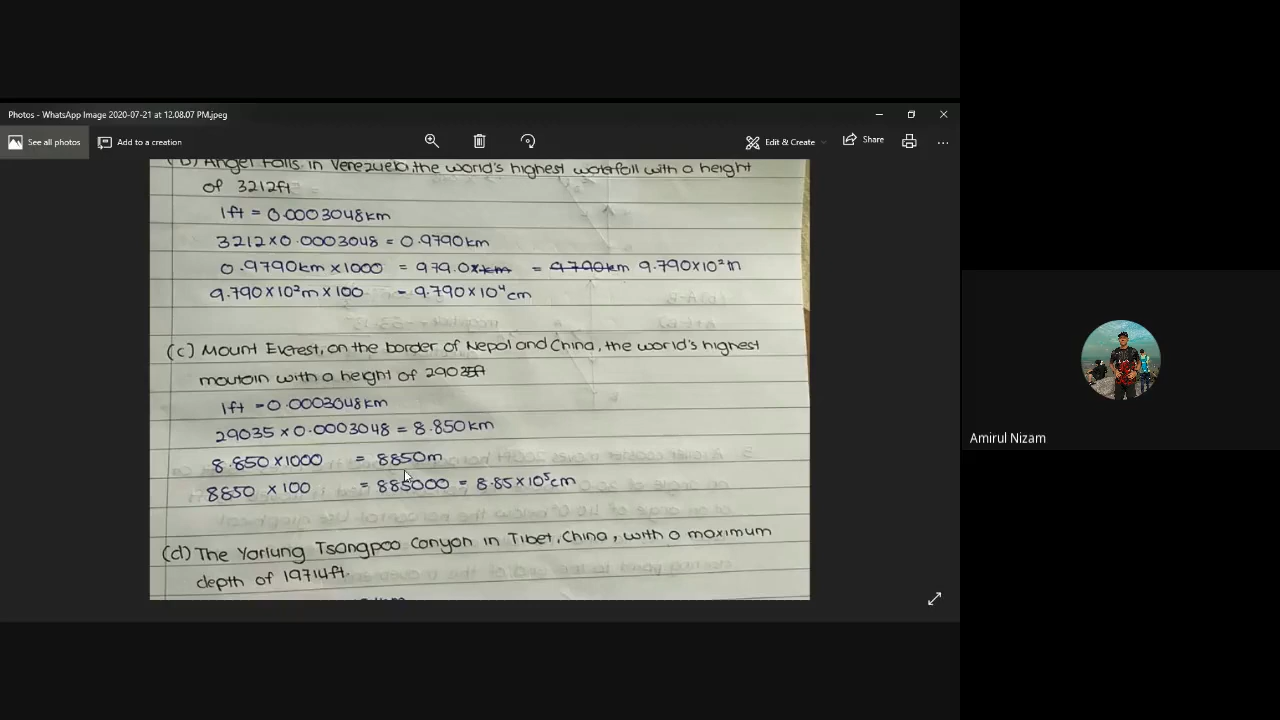 Photos - WhatsApp Image 2020-07-21 at 12.08.07 PM.jpeg
See all photos
Add to a creation
Edit & Create
Share
(b) Angel Falls in Venezuela, the world's highest waterfall with a height
of 3212ft
1ft = 0.0003048km
3212 x 0.0003048 = 0.9790km
0.9790km x 1000 = 979.0xkm = 9.790km 9.790x10²m
9.790 x 10²m x 100 = 9.790 x 10⁴cm
(c) Mount Everest, on the border of Nepal and China, the world's highest
moutain with a height of 29035ft
1ft = 0.0003048km
29035 x 0.0003048 = 8.850km
8.850 x 1000 = 8850m
8850 x 100 = 885000 = 8.85 x 10⁵cm
(d) The Yarlung Tsangpoo Canyon in Tibet, China, with a maximum
depth of 19714ft.
Amirul Nizam